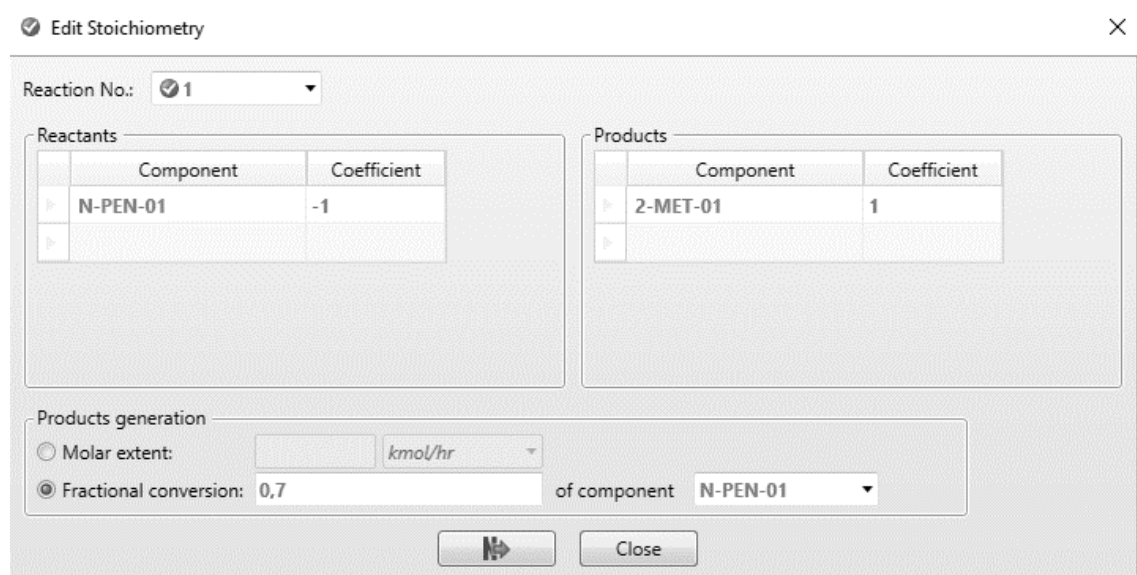 Edit Stoichiometry
Reaction No.: 1
Reactants
Component Coefficient
N-PEN-01 -1
Products
Component Coefficient
2-MET-01 1
Products generation
Molar extent: kmol/hr
Fractional conversion: 0,7 of component N-PEN-01
N Close